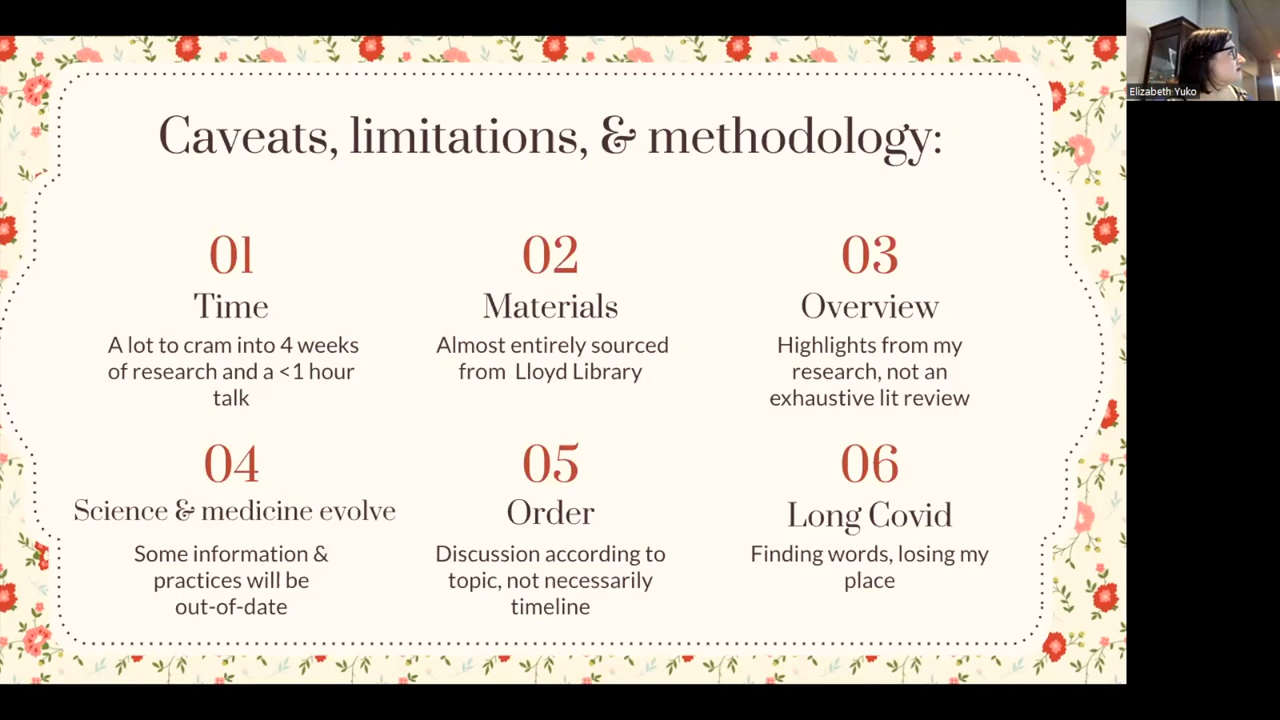 Caveats, limitations, & methodology:
01
Time
A lot to cram into 4 weeks
of research and a <1 hour
talk
02
Materials
Almost entirely sourced
from Lloyd Library
03
Overview
Highlights from my
research, not an
exhaustive lit review
04
Science & medicine evolve
Some information &
practices will be
out-of-date
05
Order
Discussion according to
topic, not necessarily
timeline
06
Long Covid
Finding words, losing my
place
Elizabeth Yuko